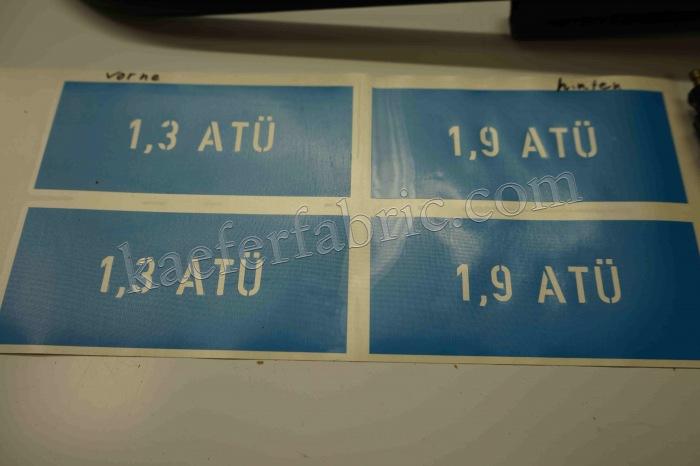 vorne
hinten
1,3 ATÜ
1,9 ATÜ
kaeferfabric.com
1,3 ATÜ
1,9 ATÜ